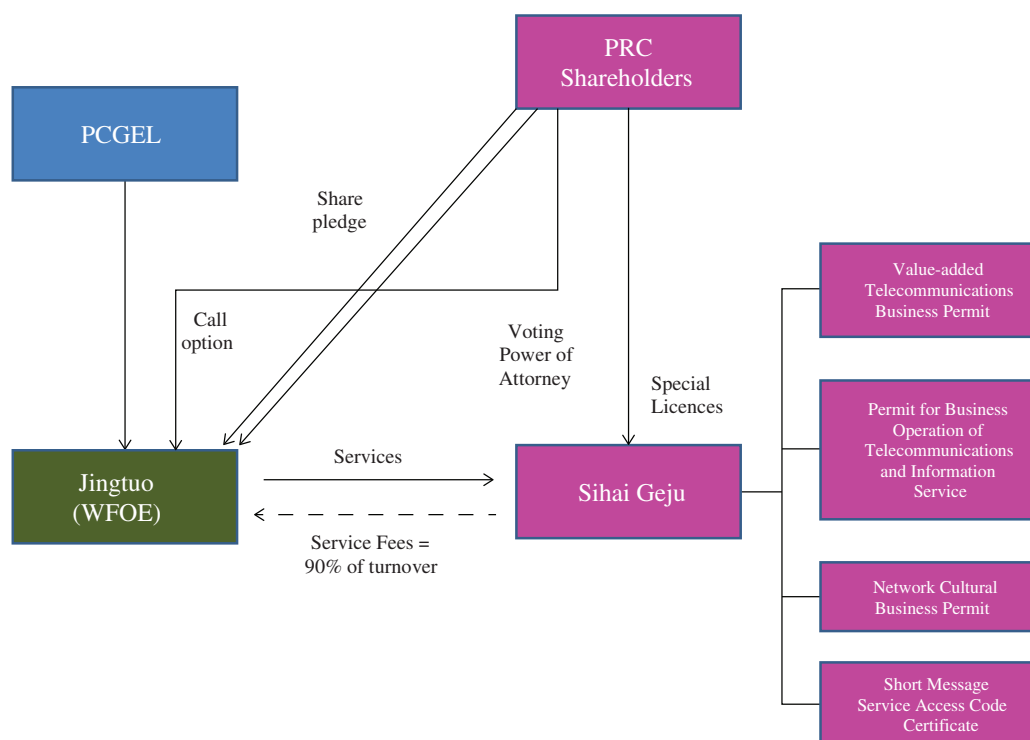 PRC
Shareholders
PCGEL
Share
pledge
Call
option
Voting
Power of
Attorney
Special
Licences
Value-added
Telecommunications
Business Permit
Permit for Business
Operation of
Telecommunications
and Information
Service
Jingtuo
(WFOE)
Services
Service Fees =
90% of turnover
Sihai Geju
Network Cultural
Business Permit
Short Message
Service Access Code
Certificate